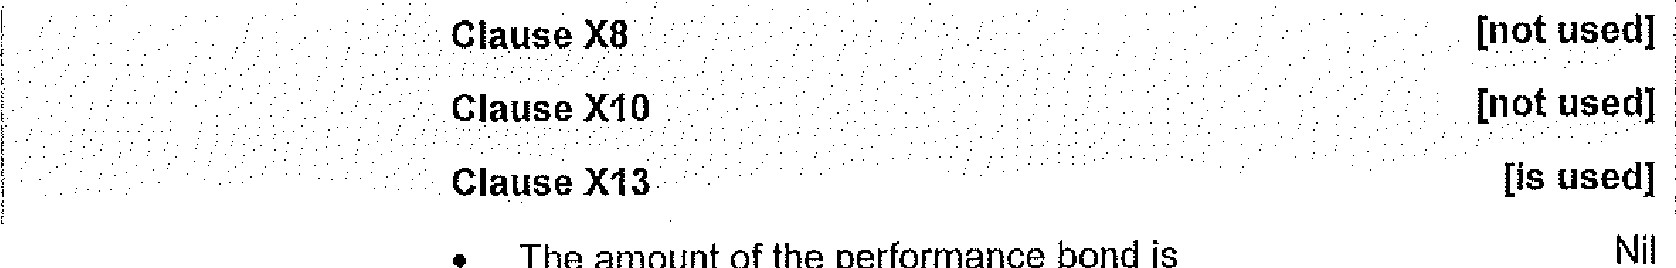 Clause X8 [not used]
Clause X10 [not used]
Clause X13 [is used]
• The amount of the performance bond is Nil